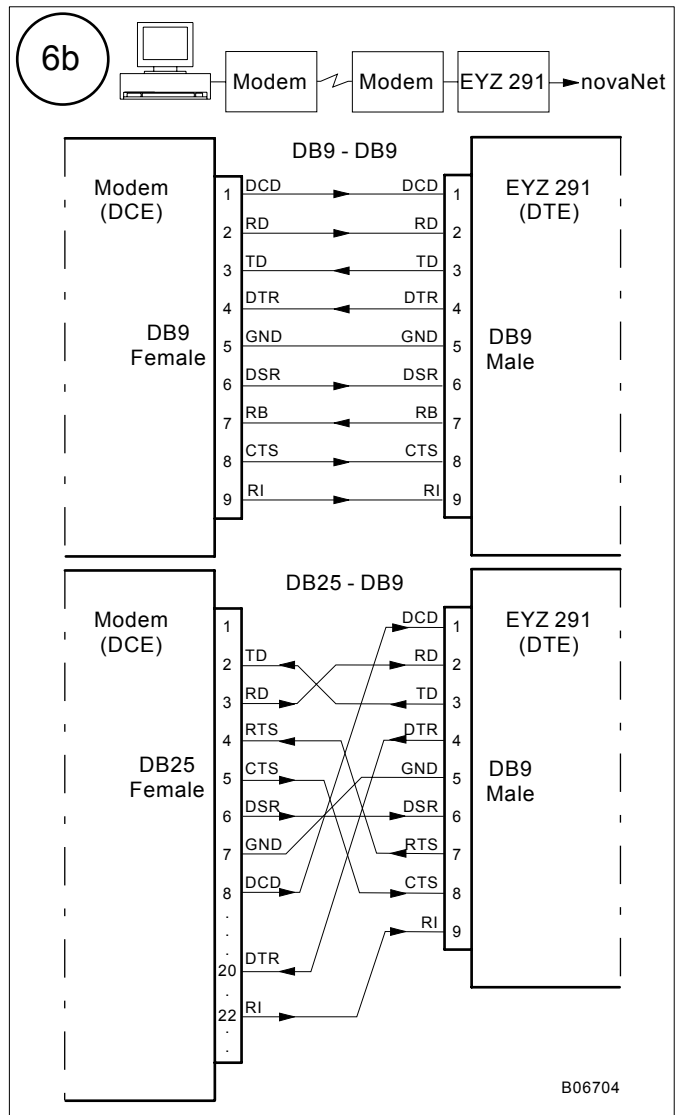 6b
Modem Modem EYZ 291 novaNet
DB9 - DB9
Modem
(DCE)
EYZ 291
(DTE)
DB9
Female
DB9
Male
1 DCD DCD 1
2 RD RD 2
3 TD TD 3
4 DTR DTR 4
5 GND GND 5
6 DSR DSR 6
7 RB RB 7
8 CTS CTS 8
9 RI RI 9
DB25 - DB9
Modem
(DCE)
EYZ 291
(DTE)
DB25
Female
DB9
Male
1 DCD 1
2 TD RD 2
3 RD TD 3
4 RTS DTR 4
5 CTS GND 5
6 DSR DSR 6
7 GND RTS 7
8 DCD CTS 8
. RI 9
.
.
20 DTR
.
22 RI
.
.
B06704